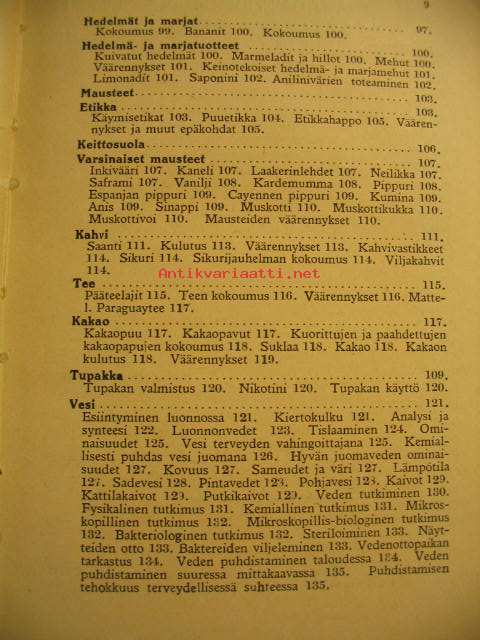 9
Hedelmät ja marjat . . . . . . . . . . . . . . . . . . . . . . . . . . . . . . 97.
Kokoumus 99. Bananit 100. Kokoumus 100.
Hedelmä- ja marjatuotteet . . . . . . . . . . . . . . . . . . . . . . . . 100.
Kuivatut hedelmät 100. Marmeladit ja hillot 100. Mehut 100.
Väärennykset 101. Keinotekoiset hedelmä- ja marjamehut 101.
Limonadit 101. Saponini 102. Aniliinivärien toteaminen 102.
Mausteet . . . . . . . . . . . . . . . . . . . . . . . . . . . . . . . . . . . . 103.
Etikka . . . . . . . . . . . . . . . . . . . . . . . . . . . . . . . . . . . . . . 103.
Käymisetikat 103. Puuetikka 104. Etikkahappo 105. Väären-
nykset ja muut epäkohdat 105.
Keittosuola . . . . . . . . . . . . . . . . . . . . . . . . . . . . . . . . . . 106.
Varsinaiset mausteet . . . . . . . . . . . . . . . . . . . . . . . . . . . . 107.
Inkivääri 107. Kaneli 107. Laakerinlehdet 107. Neilikka 107.
Saframi 107. Vanilji 108. Kardemumma 108. Pippuri 108.
Espanjan pippuri 109. Cayennen pippuri 109. Kumina 109.
Anis 109. Sinappi 109. Muskotti 110. Muskottikukka 110.
Muskottivoi 110. Mausteiden väärennykset 110.
Kahvi . . . . . . . . . . . . . . . . . . . . . . . . . . . . . . . . . . . . . . 111.
Saanti 111. Kulutus 113. Väärennykset 113. Kahvivastikkeet
114. Sikuri 114. Sikurijauhelman kokoumus 114. Viljakahvit
114.
Antikvariaatti.net
Tee . . . . . . . . . . . . . . . . . . . . . . . . . . . . . . . . . . . . . . . . 115.
Pääteelajit 115. Teen kokoumus 116. Väärennykset 116. Matte-
l. Paraguaytee 117.
Kakao . . . . . . . . . . . . . . . . . . . . . . . . . . . . . . . . . . . . . . 117.
Kakaopuu 117. Kakaopavut 117. Kuorittujen ja paahdettujen
kakaopapujen kokoumus 118. Suklaa 118. Kakao 118. Kakaon
kulutus 118. Väärennykset 119.
Tupakka . . . . . . . . . . . . . . . . . . . . . . . . . . . . . . . . . . . . 109.
Tupakan valmistus 120. Nikotini 120. Tupakan käyttö 120.
Vesi . . . . . . . . . . . . . . . . . . . . . . . . . . . . . . . . . . . . . . . . 121.
Esiintyminen luonnossa 121. Kiertokulku 121. Analysi ja
synteesi 122. Luonnonvedet 123. Tislaaminen 124. Omi-
naisuudet 125. Vesi terveyden vahingoittajana 125. Kemial-
lisesti puhdas vesi juomana 126. Hyvän juomaveden ominai-
suudet 127. Kovuus 127. Sameudet ja väri 127. Lämpötila
127. Sadevesi 128. Pintavedet 123. Pohjavesi 123. Kaivot 129.
Kattilakaivot 129. Putkikaivot 129. Veden tutkiminen 130.
Fysikalinen tutkimus 131. Kemiallinen tutkimus 131. Mikros-
kopillinen tutkimus 132. Mikroskopillis-biologinen tutkimus
132. Bakteriologinen tutkimus 132. Steriloiminen 133. Näyt-
teiden otto 133. Baktereiden viljeleminen 133. Vedenottopaikan
tarkastus 134. Veden puhdistaminen taloudessa 134. Veden
puhdistaminen suuressa mittakaavassa 135. Puhdistamisen
tehokkuus terveydellisessä suhteessa 135.